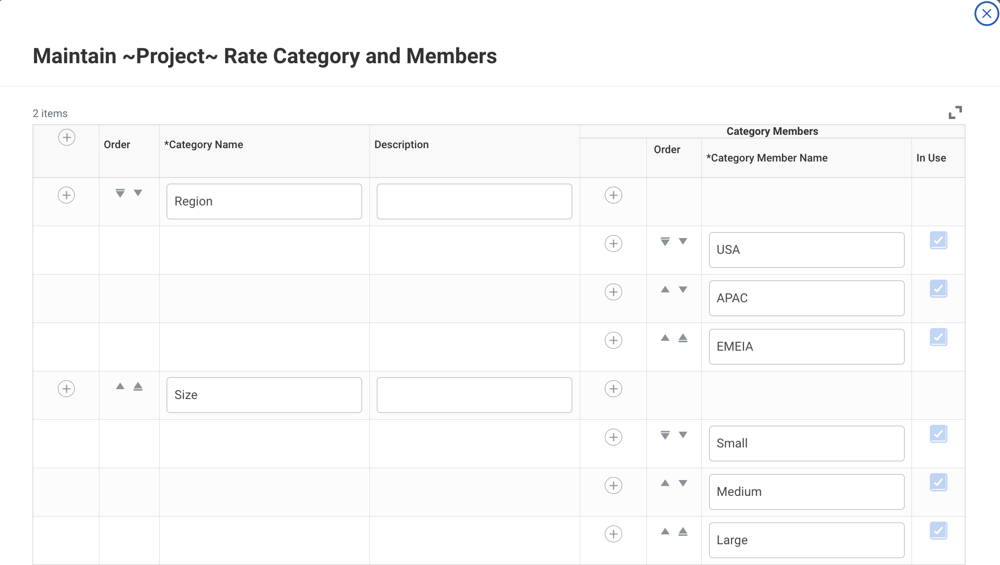 Maintain ~Project~ Rate Category and Members
2 items
Category Members
Order *Category Name Description Order *Category Member Name In Use
Region
USA
APAC
EMEIA
Size
Small
Medium
Large